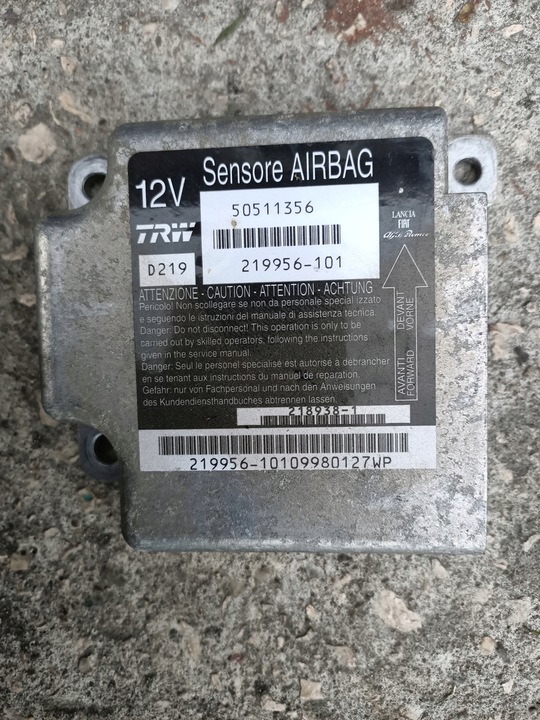 12V Sensore AIRBAG
50511356
TRW
D219
219956-101
LANCIA
FIAT
Alfa Romeo
ATTENZIONE - CAUTION - ATTENTION - ACHTUNG
Pericolo! Non scollegare se non da personale specializzato
e seguendo le istruzioni del manuale di assistenza tecnica.
Danger: Do not disconnect! This operation is only to be
carried out by skilled operators, following the instructions
given in the service manual.
Danger: Seul le personel specialisé est autorisé à debrancher
en se tenant aux instructions du manuel de reparation.
Gefahr: nur von Fachpersonal und nach den Anweisungen
des Kundendiensthandbuches abtrennen lassen.
AVANTI DEVANT
FORWARD VORNE
218938-1
219956-10109980127WP